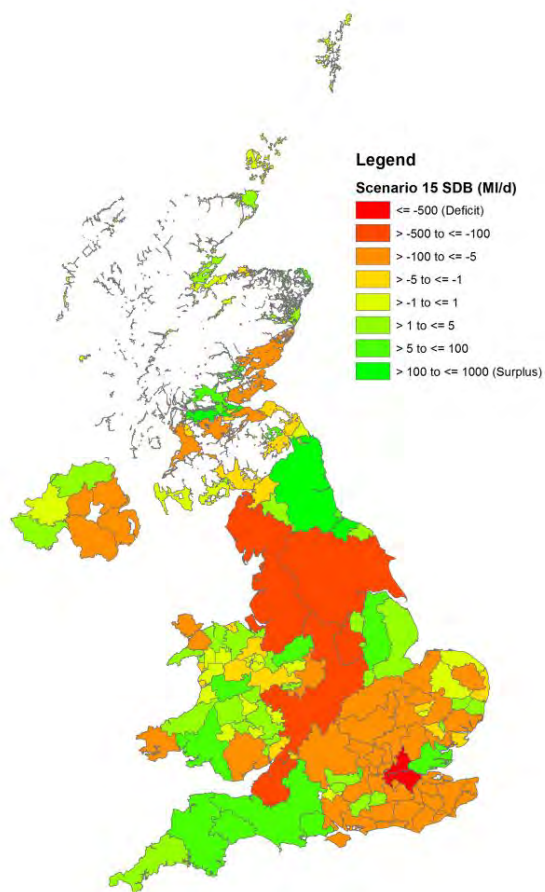 Legend
Scenario 15 SDB (Ml/d)
<= -500 (Deficit)
> -500 to <= -100
> -100 to <= -5
> -5 to <= -1
> -1 to <= 1
> 1 to <= 5
> 5 to <= 100
> 100 to <= 1000 (Surplus)